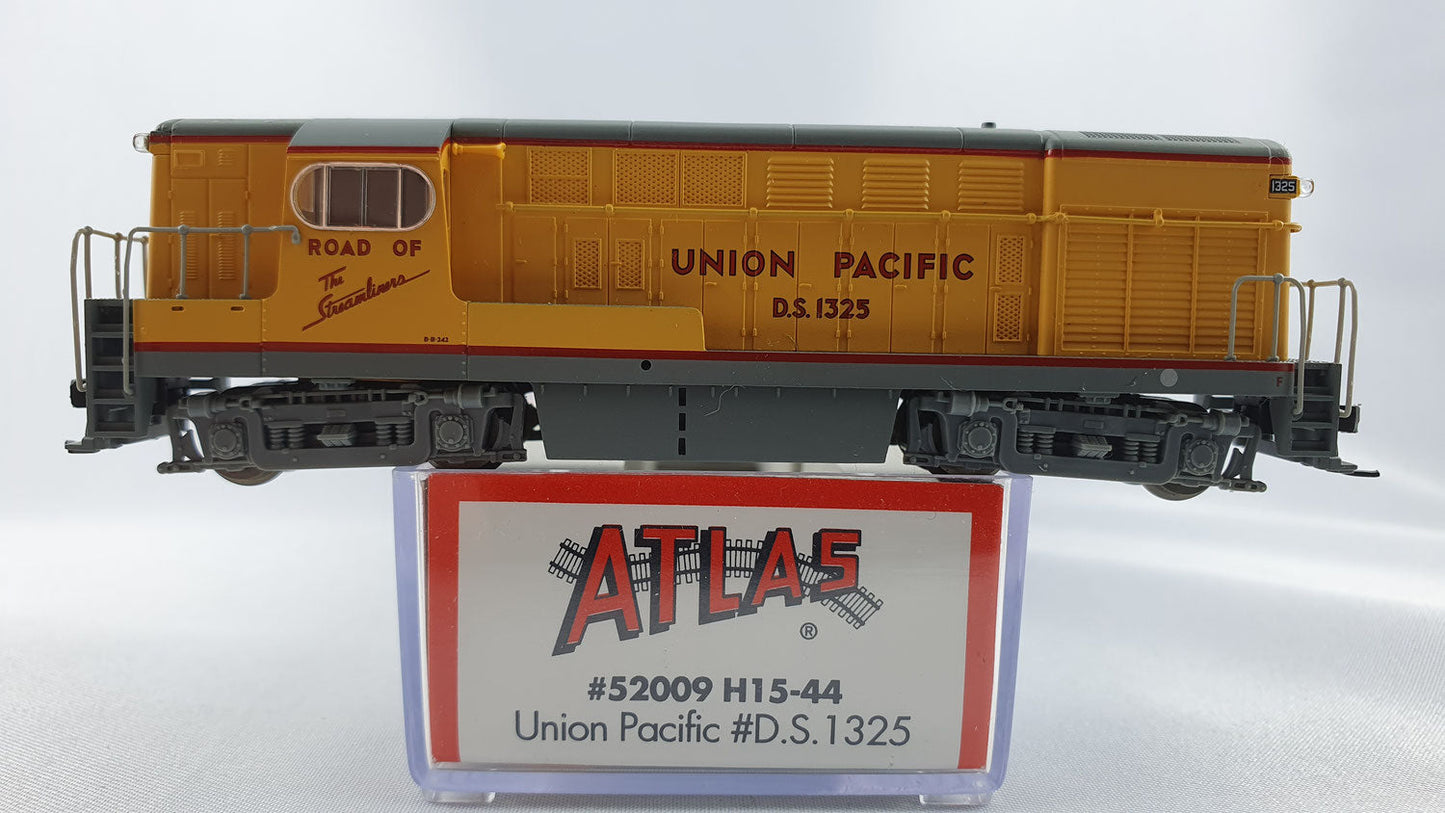 1325
ROAD OF
The
Streamliners
UNION PACIFIC
D.S. 1325
F
ATLAS
®
#52009 H15-44
Union Pacific #D.S.1325